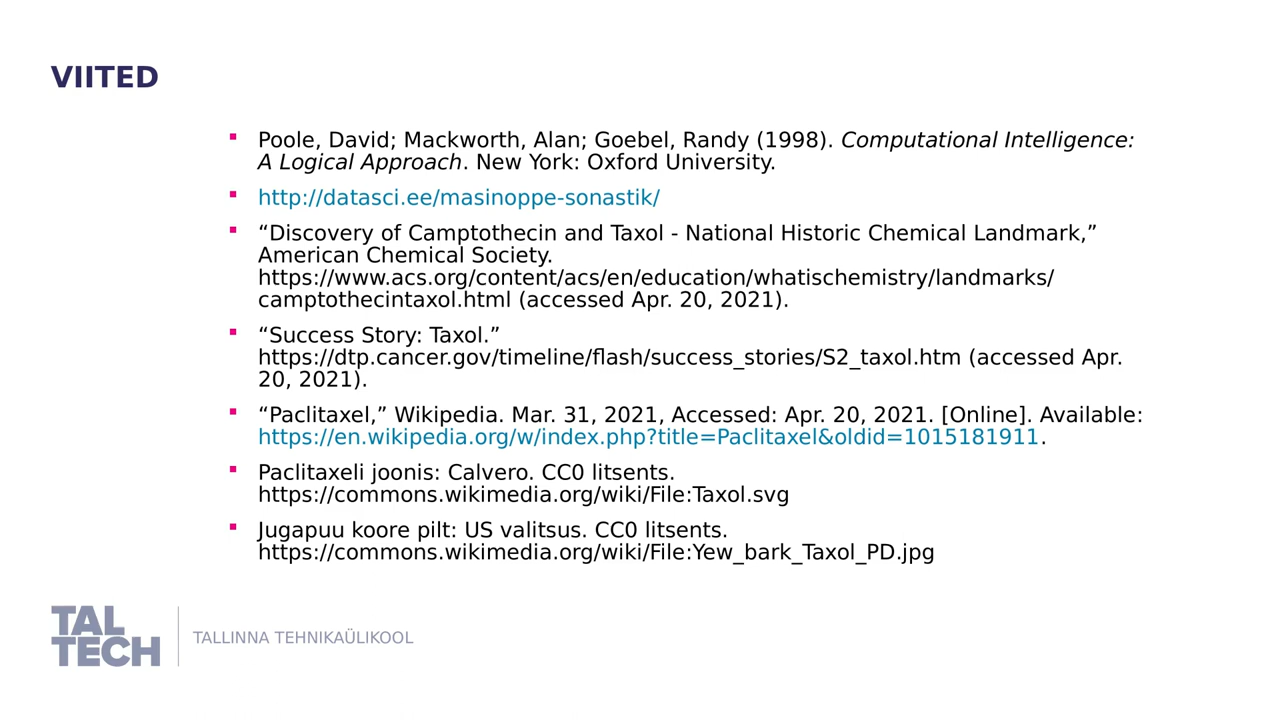 VIITED
Poole, David; Mackworth, Alan; Goebel, Randy (1998). Computational Intelligence:
A Logical Approach. New York: Oxford University.
http://datasci.ee/masinoppe-sonastik/
“Discovery of Camptothecin and Taxol - National Historic Chemical Landmark,”
American Chemical Society.
https://www.acs.org/content/acs/en/education/whatischemistry/landmarks/
camptothecintaxol.html (accessed Apr. 20, 2021).
“Success Story: Taxol.”
https://dtp.cancer.gov/timeline/flash/success_stories/S2_taxol.htm (accessed Apr.
20, 2021).
“Paclitaxel,” Wikipedia. Mar. 31, 2021, Accessed: Apr. 20, 2021. [Online]. Available:
https://en.wikipedia.org/w/index.php?title=Paclitaxel&oldid=1015181911.
Paclitaxeli joonis: Calvero. CC0 litsents.
https://commons.wikimedia.org/wiki/File:Taxol.svg
Jugapuu koore pilt: US valitsus. CC0 litsents.
https://commons.wikimedia.org/wiki/File:Yew_bark_Taxol_PD.jpg
TAL
TECH
TALLINNA TEHNIKAÜLIKOOL